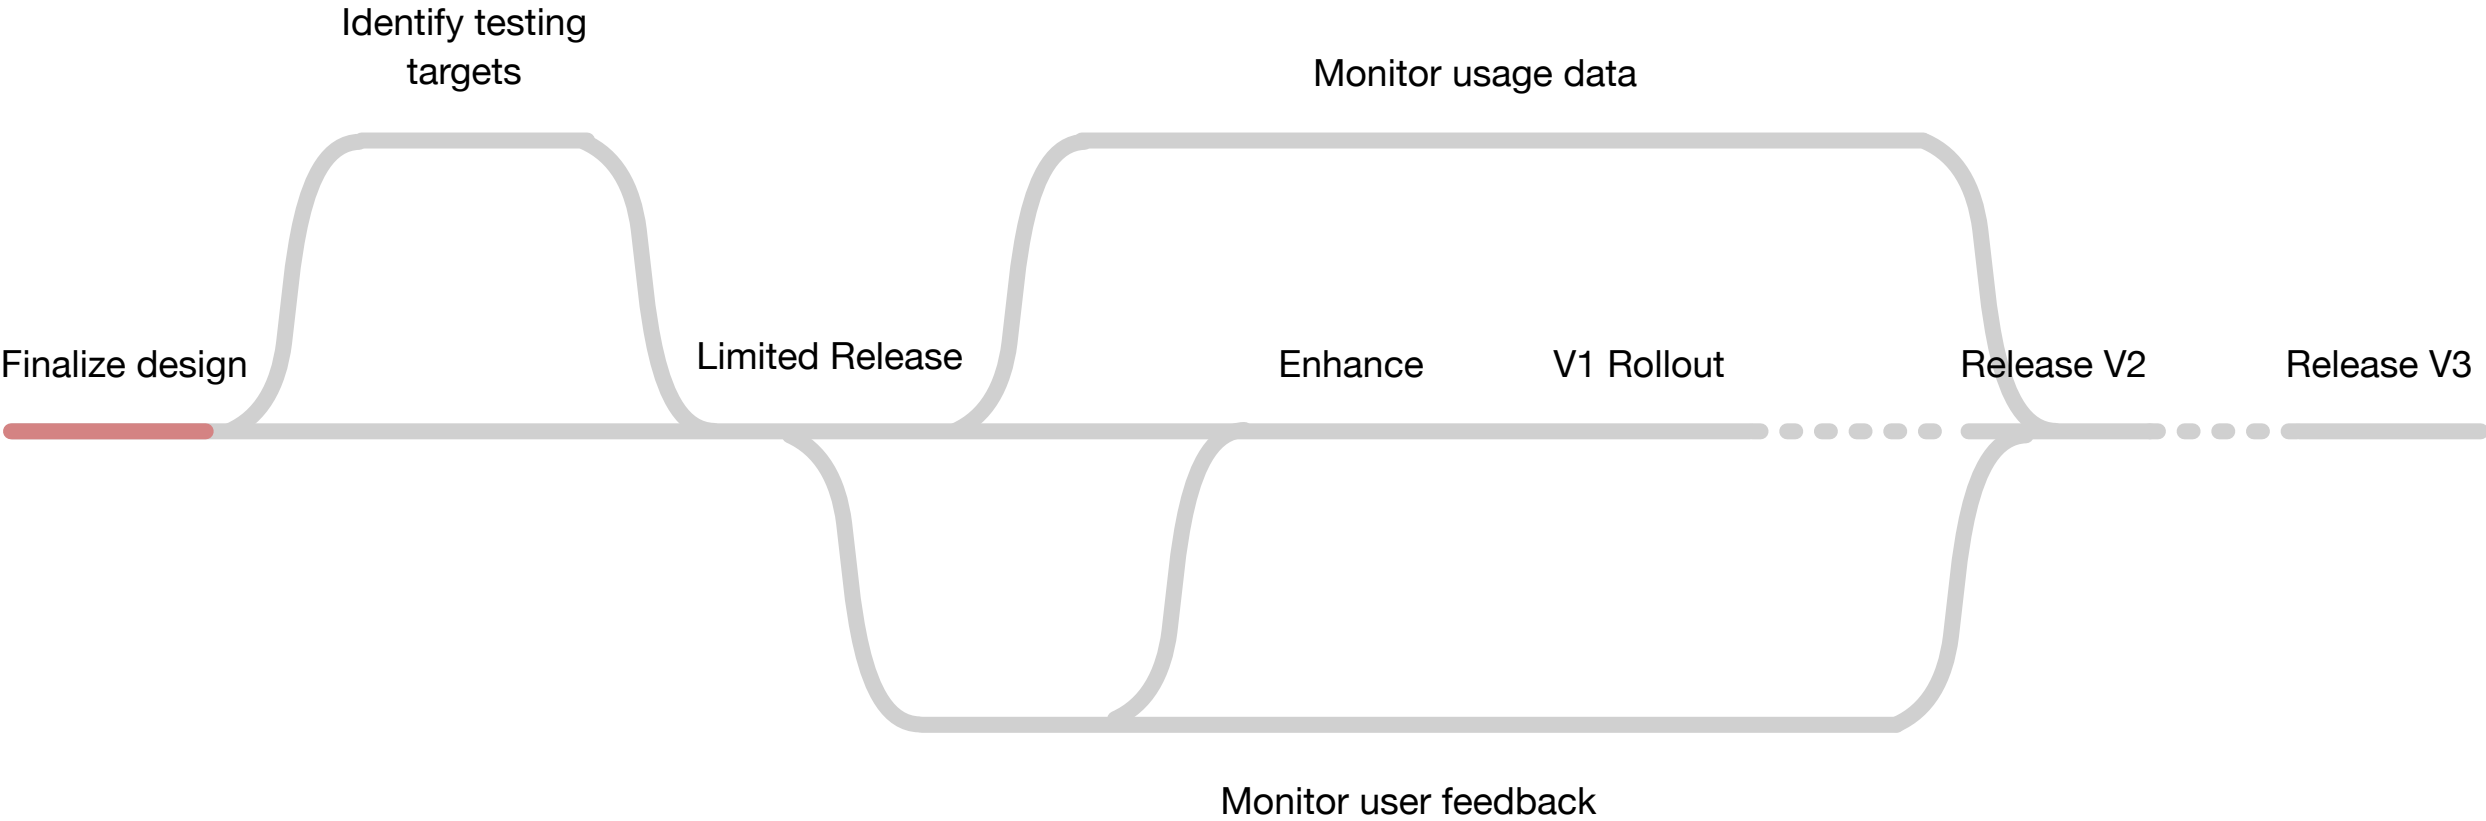 Identify testing
targets
Monitor usage data
Finalize design
Limited Release
Enhance
V1 Rollout
Release V2
Release V3
Monitor user feedback